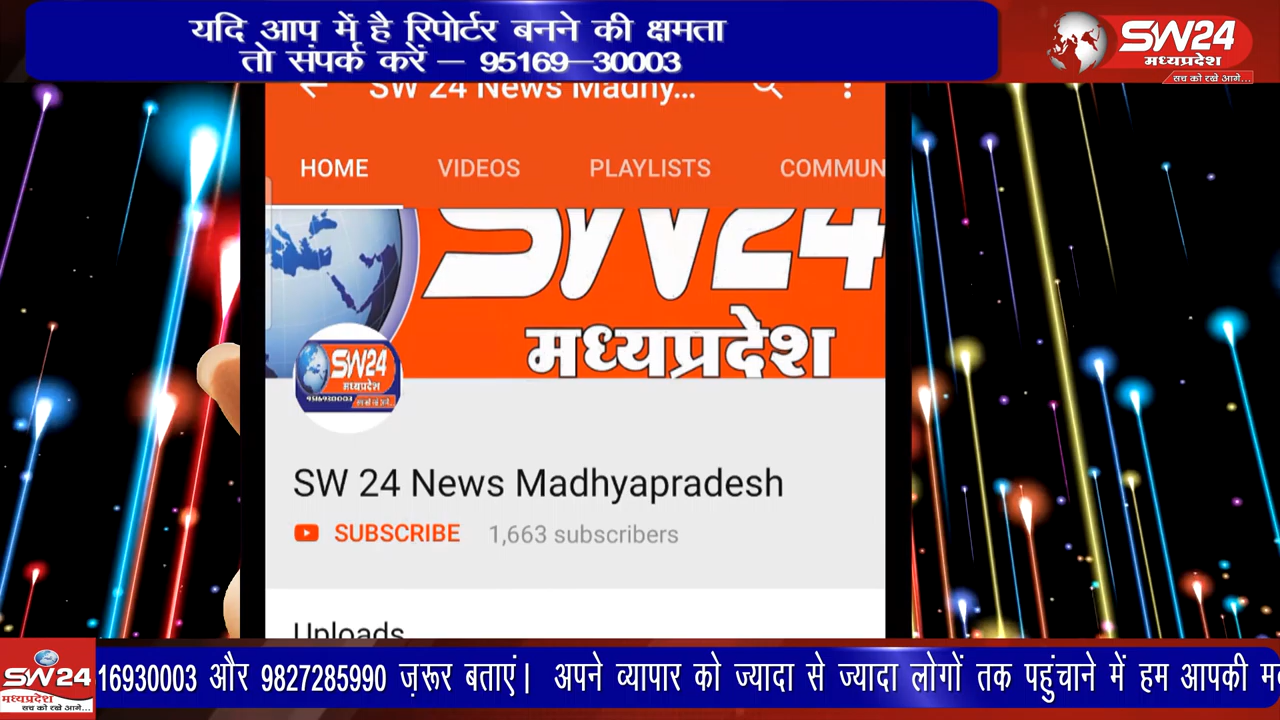 यदि आप में है रिपोर्टर बनने की क्षमता
तो संपर्क करें – 95169–30003
SW24
मध्यप्रदेश
सच को रखे आगे...
SW 24 News Madhy...
HOME VIDEOS PLAYLISTS COMMUN
SW24
मध्यप्रदेश
SW24
मध्यप्रदेश
9516930003
SW 24 News Madhyapradesh
SUBSCRIBE 1,663 subscribers
Uploads
SW24
मध्यप्रदेश
सच को रखे आगे...
16930003 और 9827285990 ज़रूर बताएं| अपने व्यापार को ज्यादा से ज्यादा लोगों तक पहुंचाने में हम आपकी म